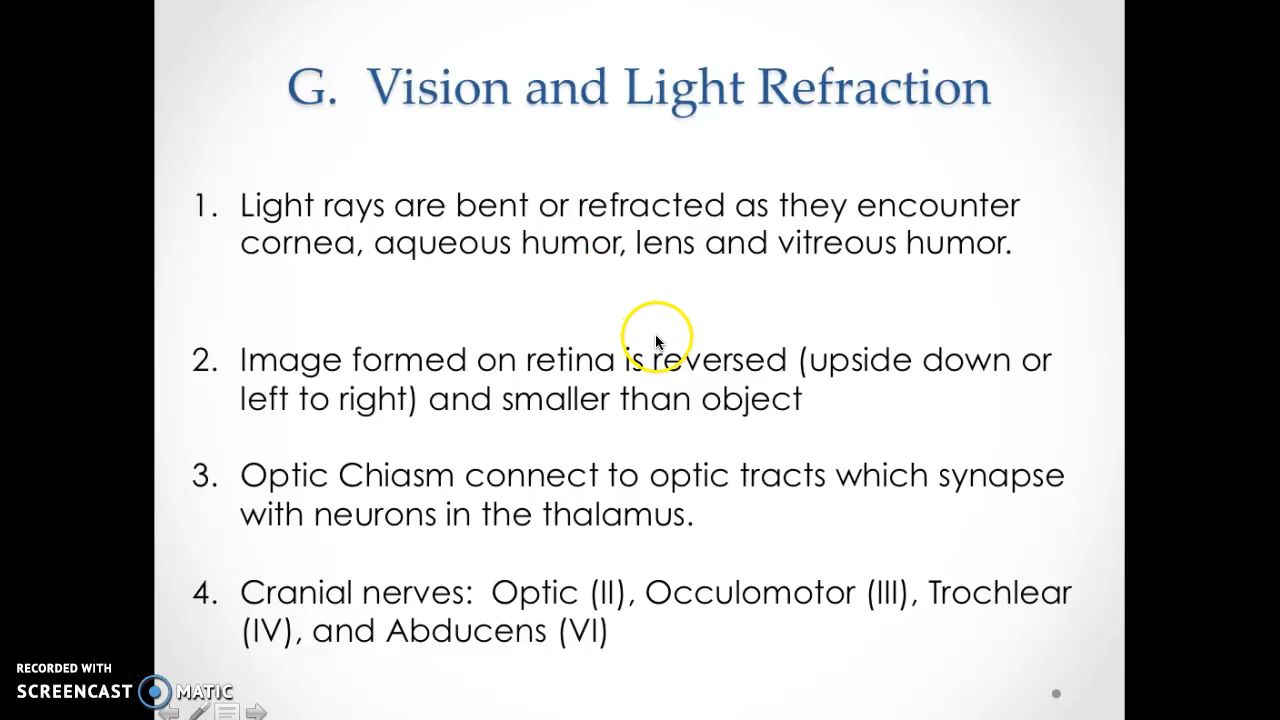 G. Vision and Light Refraction
1. Light rays are bent or refracted as they encounter
cornea, aqueous humor, lens and vitreous humor.
2. Image formed on retina is reversed (upside down or
left to right) and smaller than object
3. Optic Chiasm connect to optic tracts which synapse
with neurons in the thalamus.
4. Cranial nerves: Optic (II), Occulomotor (III), Trochlear
(IV), and Abducens (VI)
RECORDED WITH
SCREENCAST MATIC